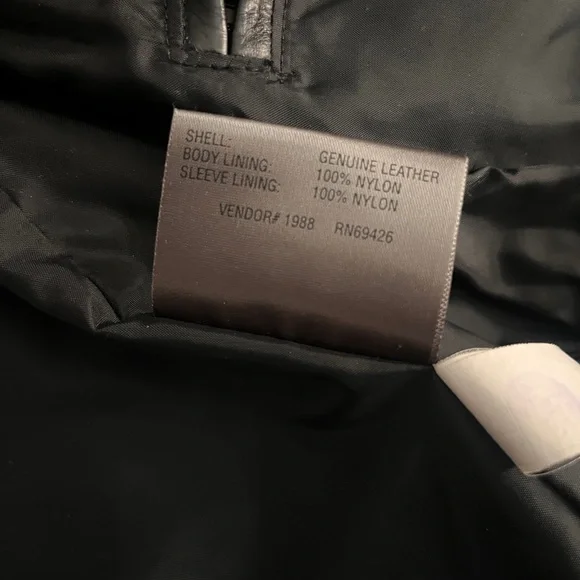 SHELL: GENUINE LEATHER
BODY LINING: 100% NYLON
SLEEVE LINING: 100% NYLON
VENDOR# 1988 RN69426